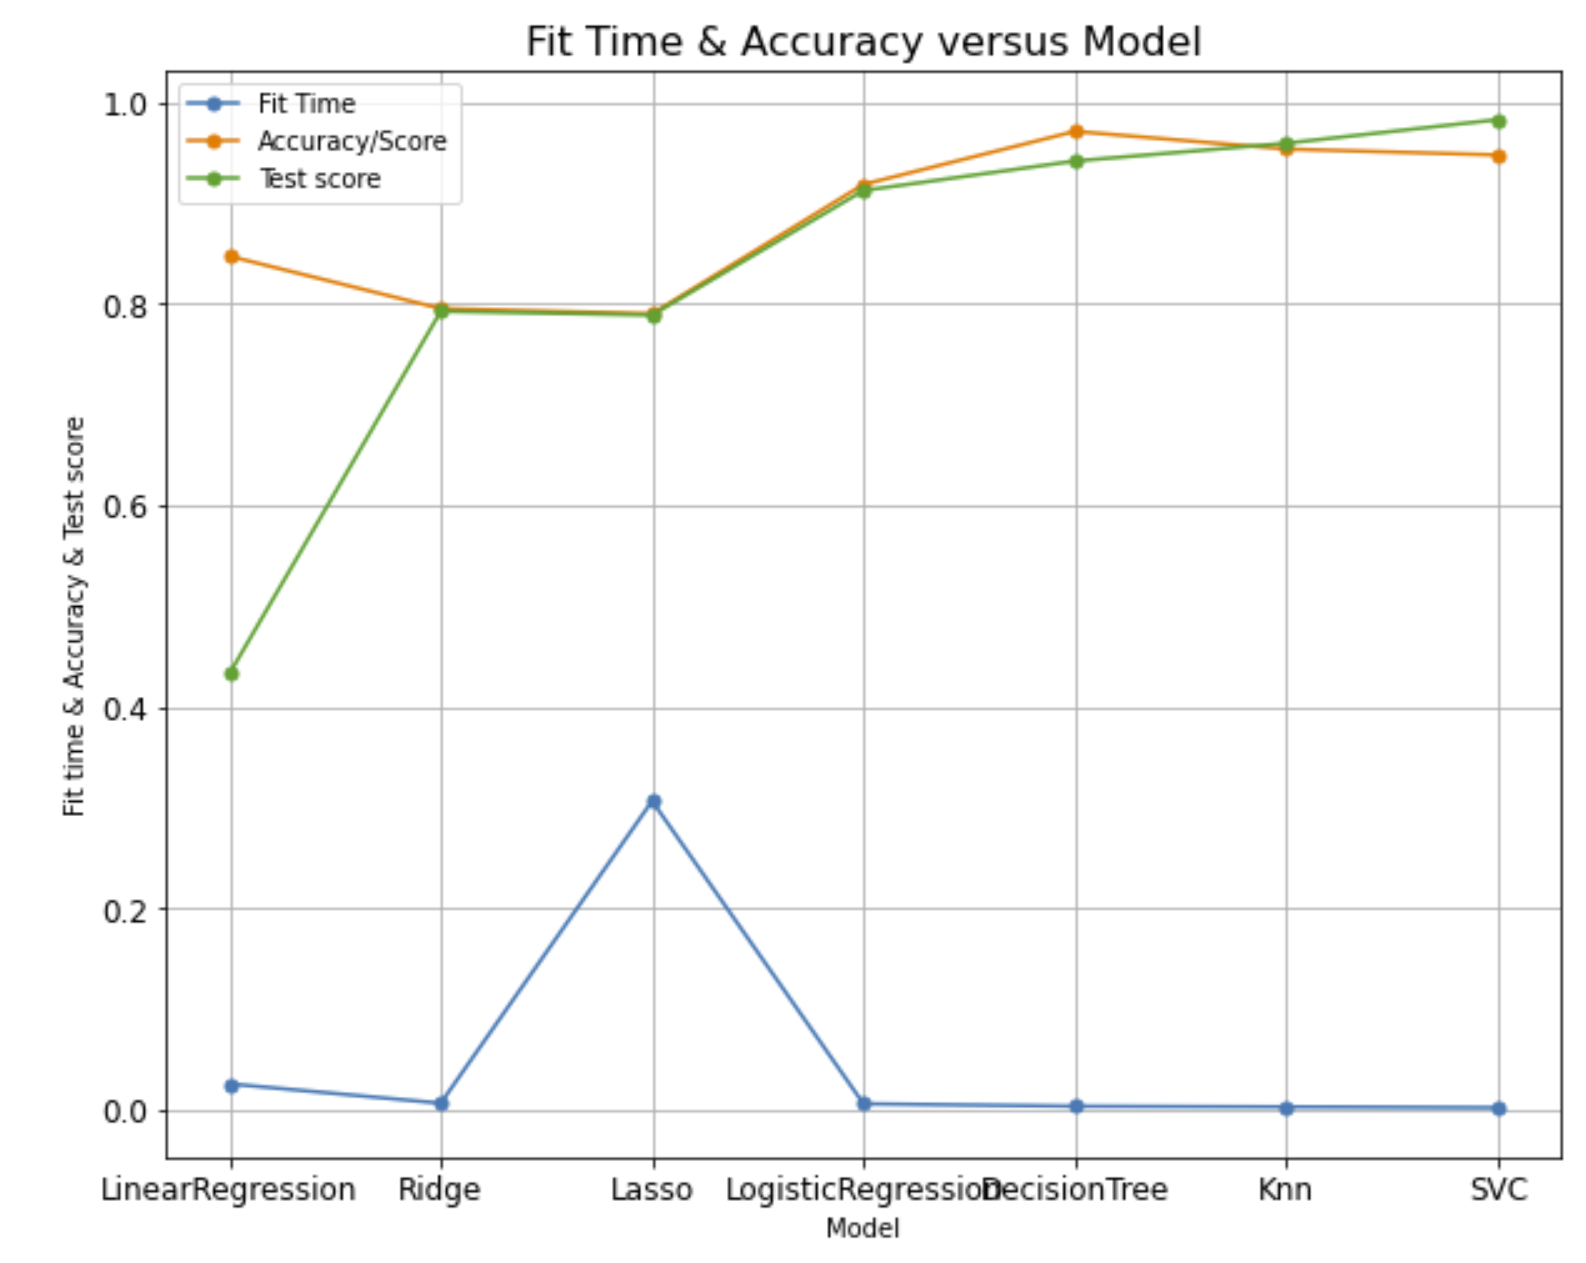 Fit Time & Accuracy versus Model
Fit Time
Accuracy/Score
Test score
1.0
0.8
0.6
0.4
0.2
0.0
Fit time & Accuracy & Test score
LinearRegression
Ridge
Lasso
LogisticRegression
DecisionTree
Knn
SVC
Model